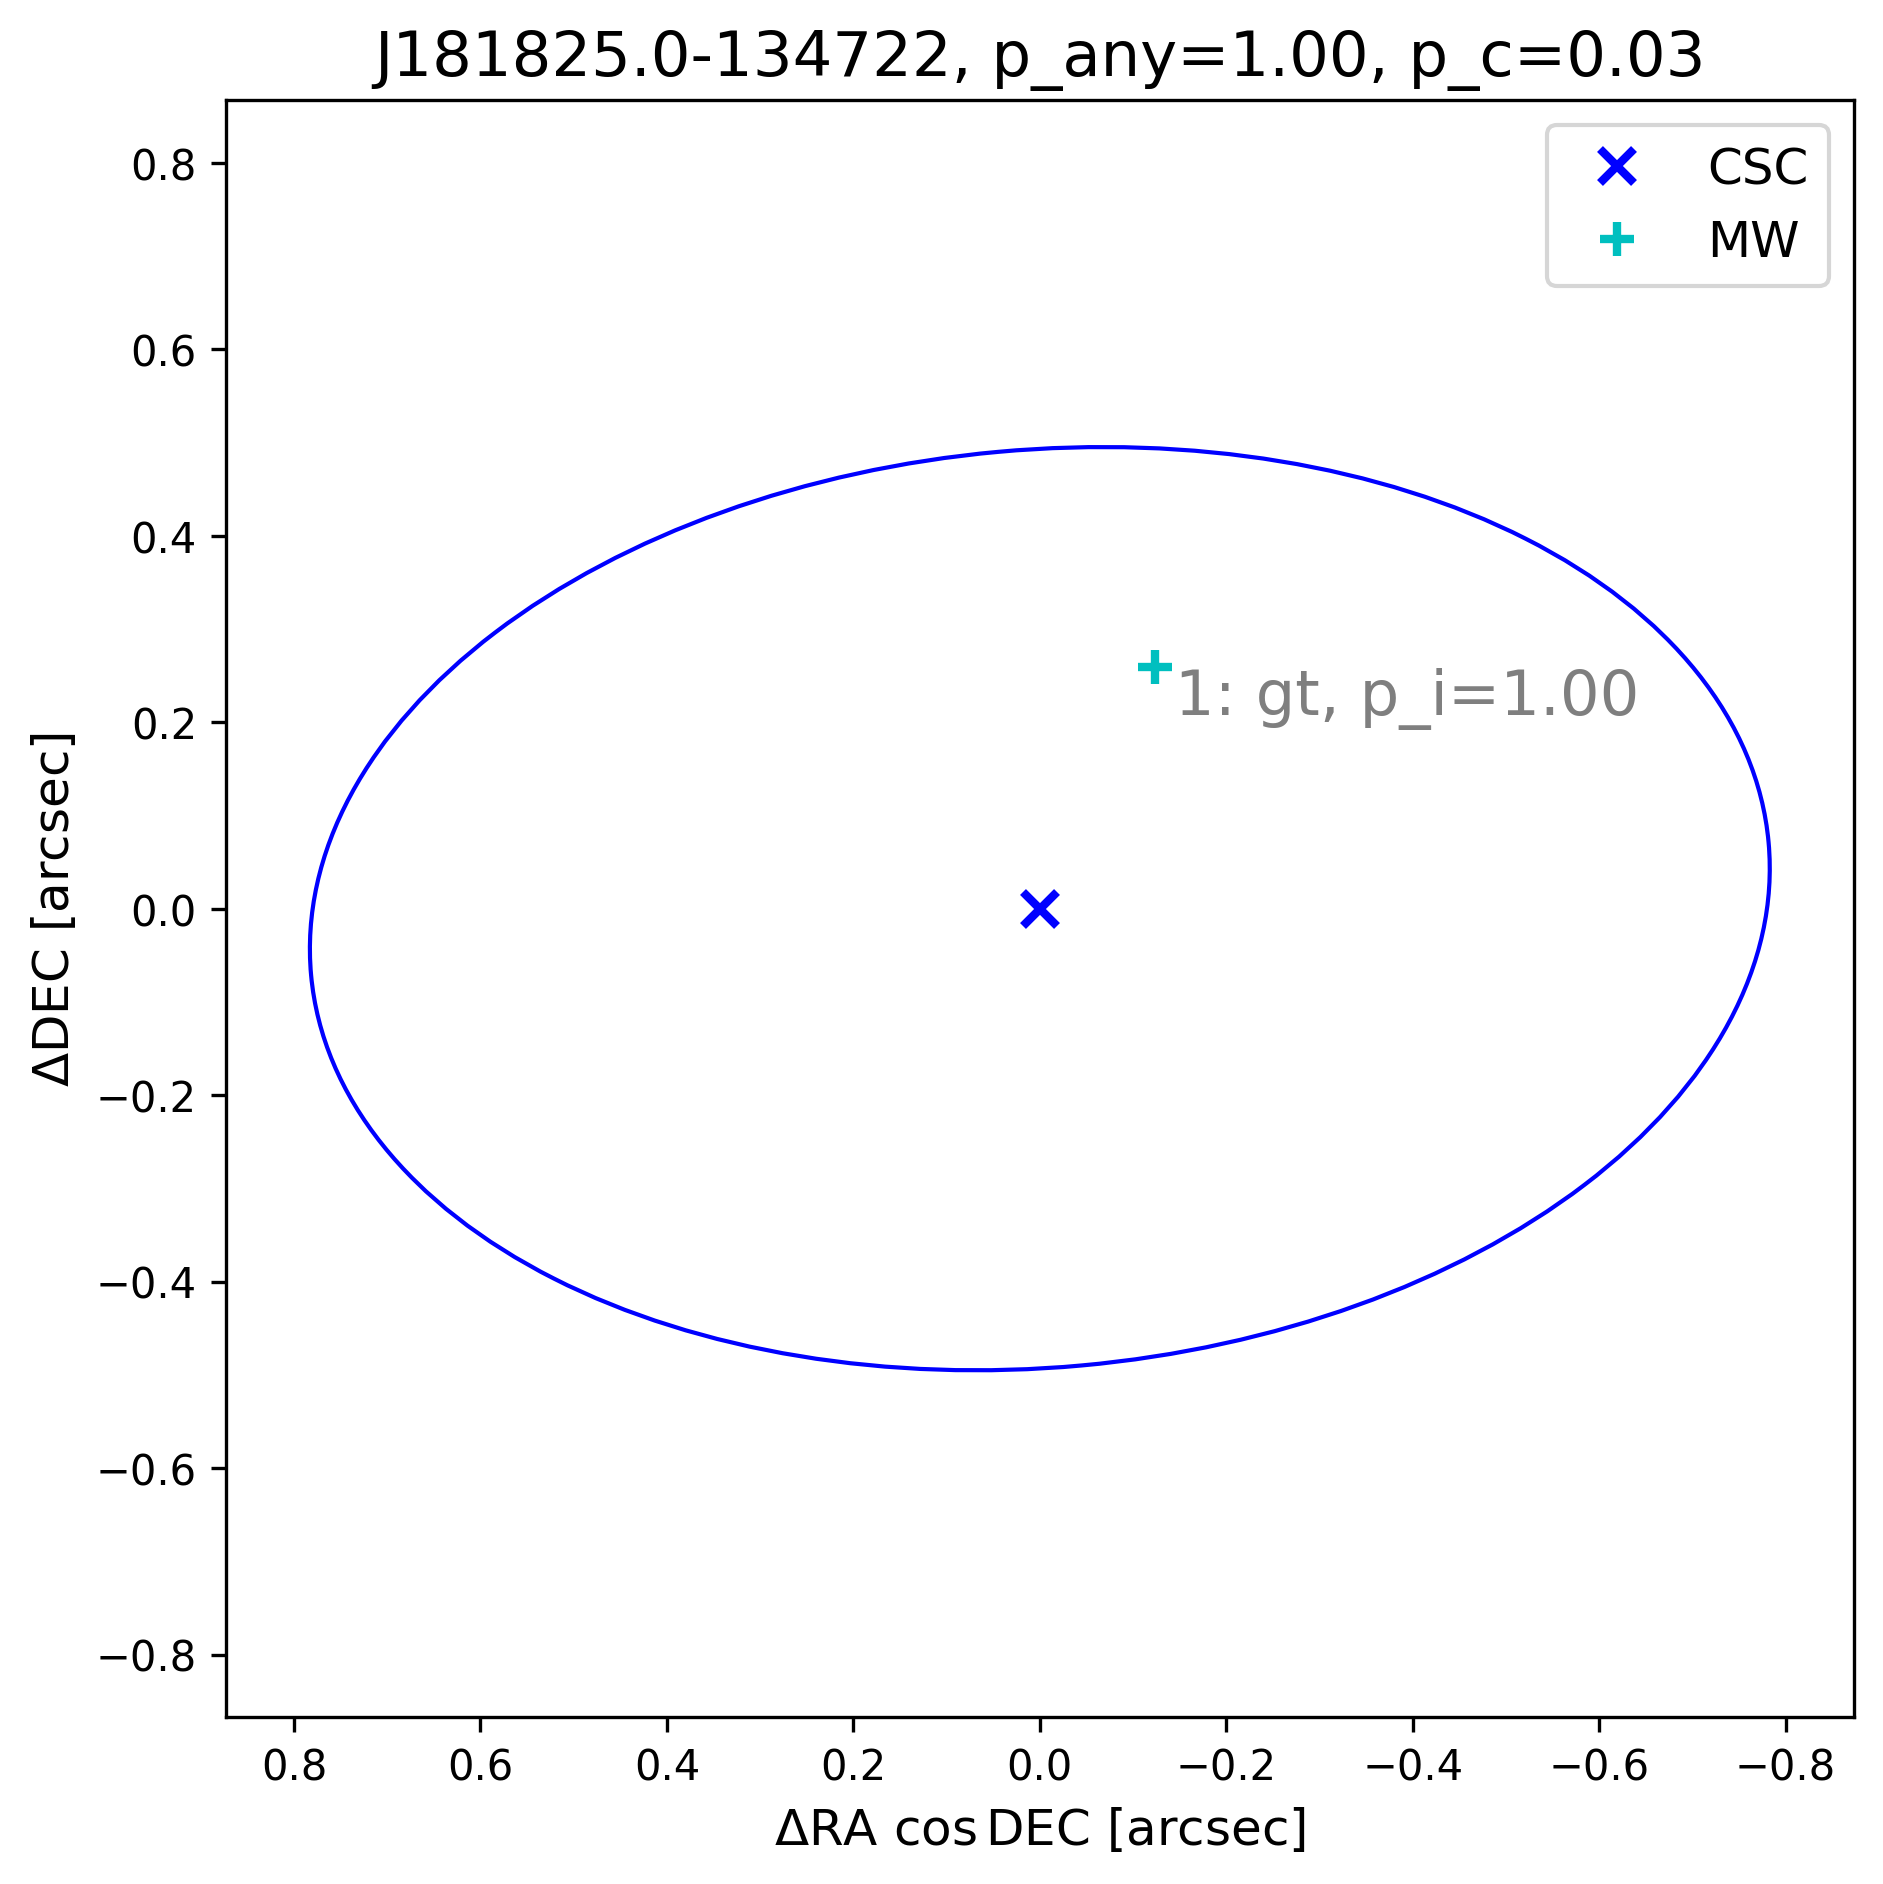 J181825.0-134722, p_any=1.00, p_c=0.03
CSC
MW
0.8
0.6
0.4
0.2
0.0
−0.2
−0.4
−0.6
−0.8
ΔDEC [arcsec]
1: gt, p_i=1.00
0.8 0.6 0.4 0.2 0.0 −0.2 −0.4 −0.6 −0.8
ΔRA cos DEC [arcsec]